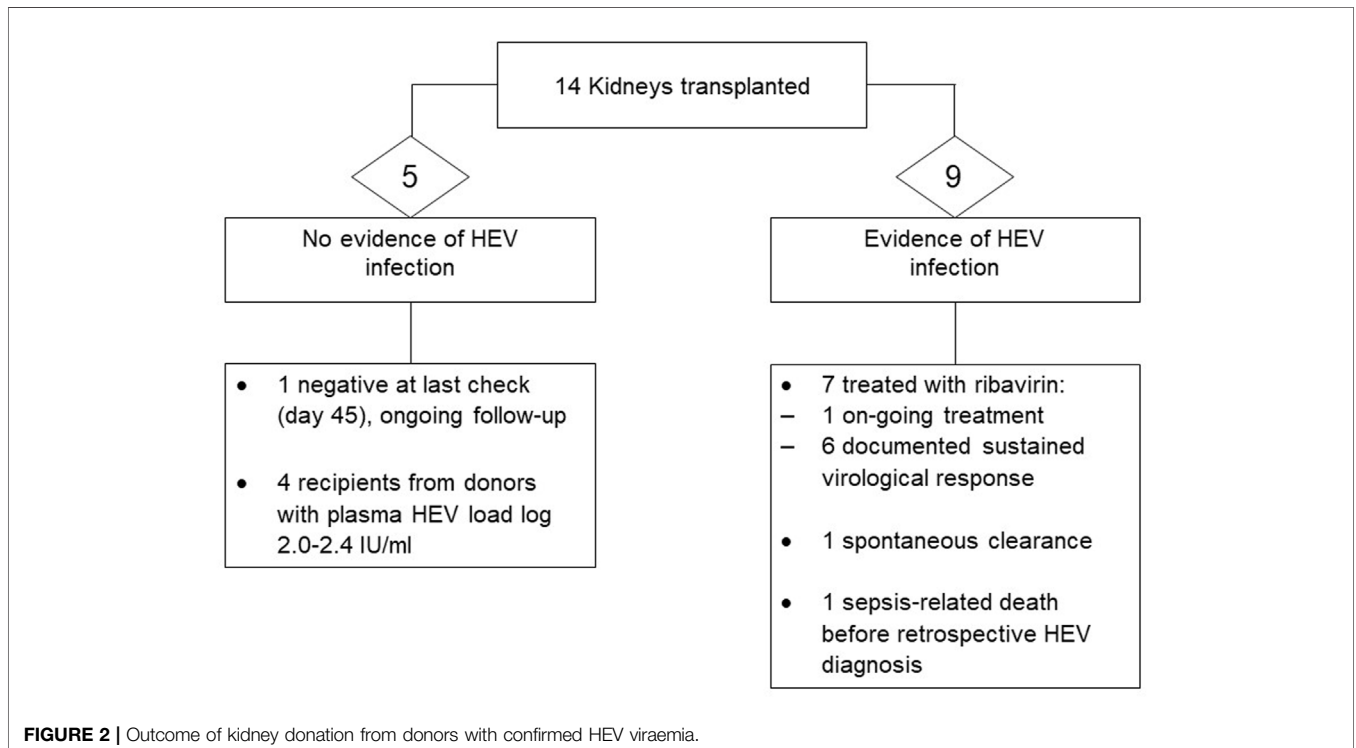 14 Kidneys transplanted
5
9
No evidence of HEV
infection
Evidence of HEV
infection
• 1 negative at last check
(day 45), ongoing follow-up
• 4 recipients from donors
with plasma HEV load log
2.0-2.4 IU/ml
• 7 treated with ribavirin:
– 1 on-going treatment
– 6 documented sustained
virological response
• 1 spontaneous clearance
• 1 sepsis-related death
before retrospective HEV
diagnosis
FIGURE 2 | Outcome of kidney donation from donors with confirmed HEV viraemia.